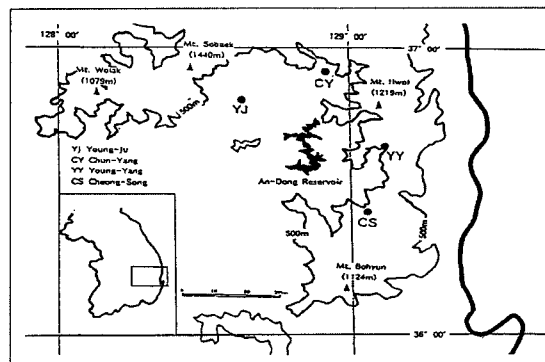 128° 00'
129° 00'
37° 00'
Mt. Sobaek
(1440m)
Mt. Wolak
(1079m)
CY
Mt. Ilwol
(1219m)
500m
YJ
YJ Young-Ju
CY Chun-Yang
YY Young-Yang
CS Cheong-Song
YY
An-Dong Reservoir
CS
500m
500m
Mt. Bohyun
(1124m)
36° 00'